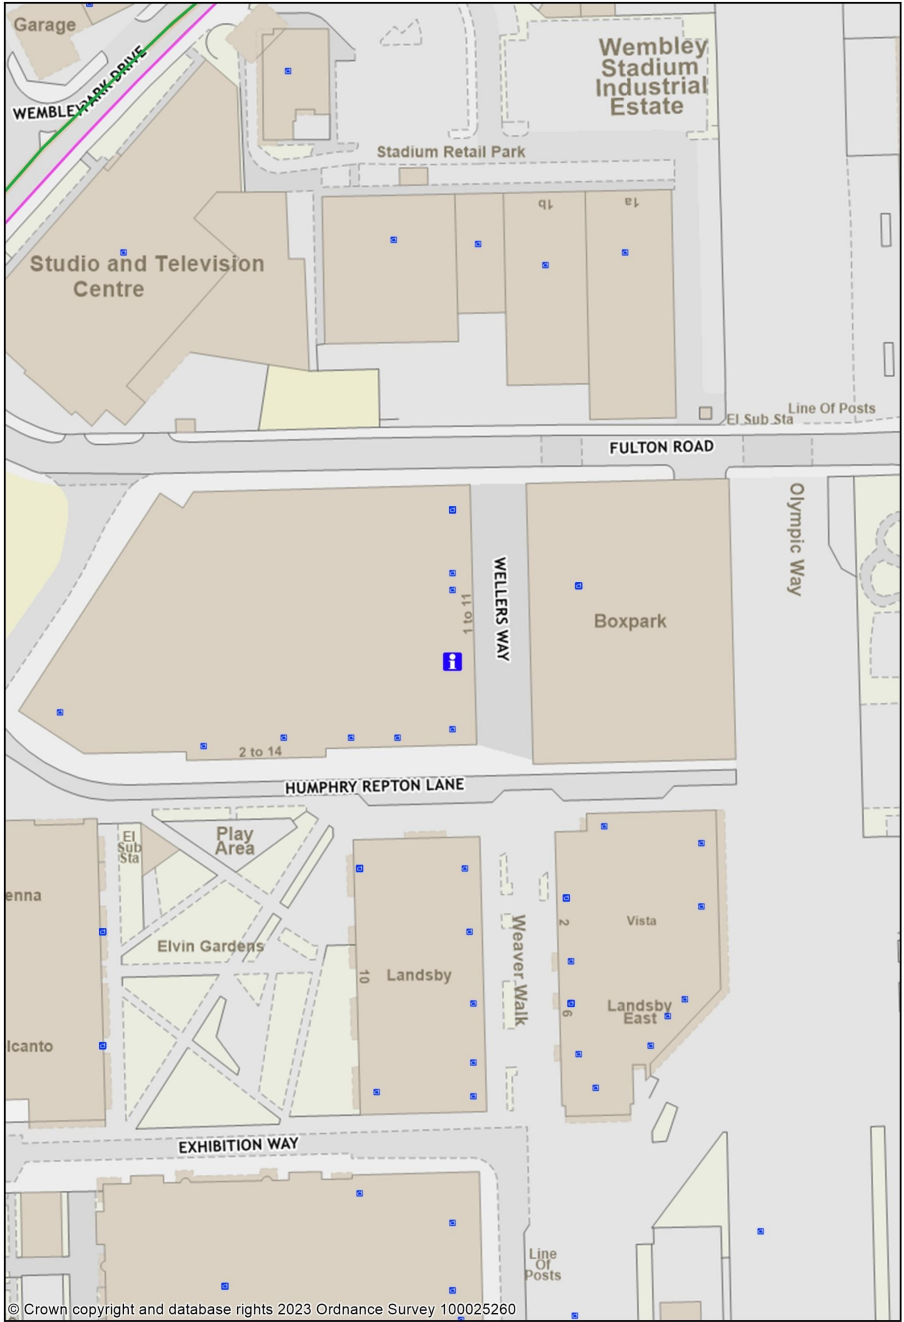 Garage
WEMBLEY PARK DRIVE
Wembley
Stadium
Industrial
Estate
Stadium Retail Park
1b
1a
Studio and Television
Centre
El Sub Sta
Line Of Posts
FULTON ROAD
Olympic Way
WELLERS WAY
1 to 11
Boxpark
2 to 14
HUMPHRY REPTON LANE
El
Sub
Sta
Play
Area
enna
Elvin Gardens
10
Landsby
Weaver Walk
2
Vista
6
Landsby
East
lcanto
EXHIBITION WAY
Line
Of
Posts
© Crown copyright and database rights 2023 Ordnance Survey 100025260